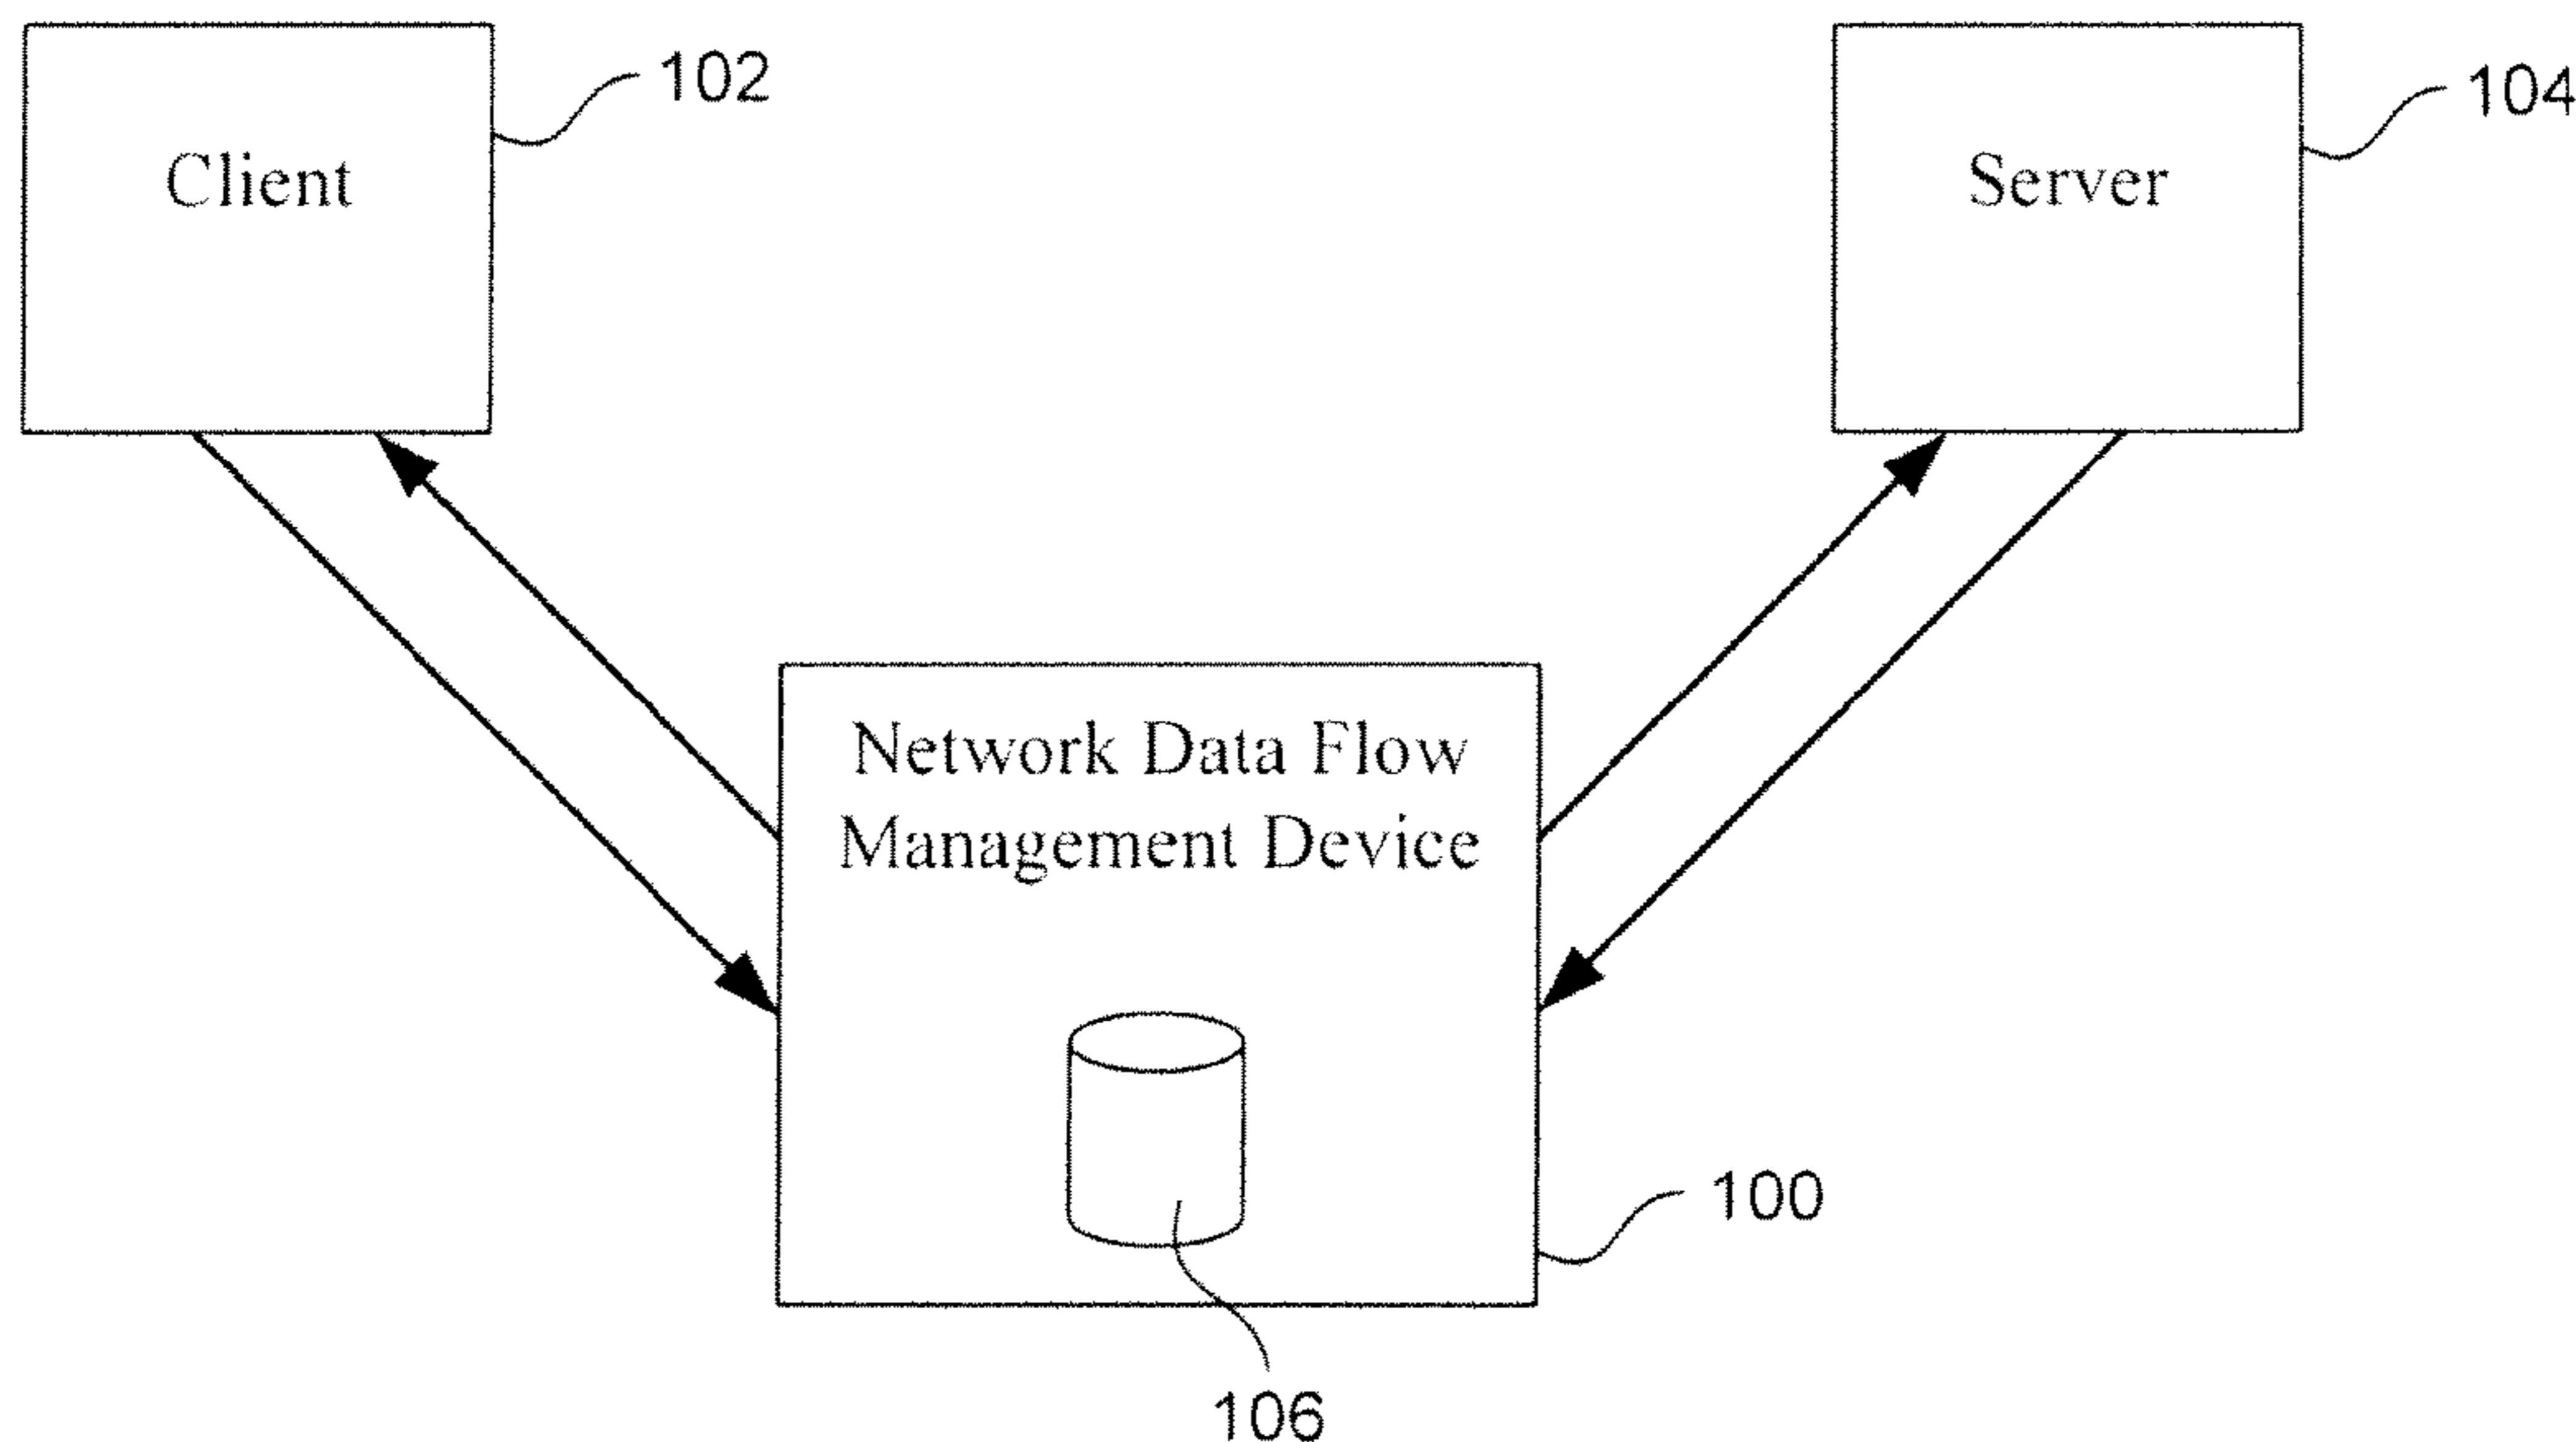 102
104
Client
Server
Network Data Flow
Management Device
100
106